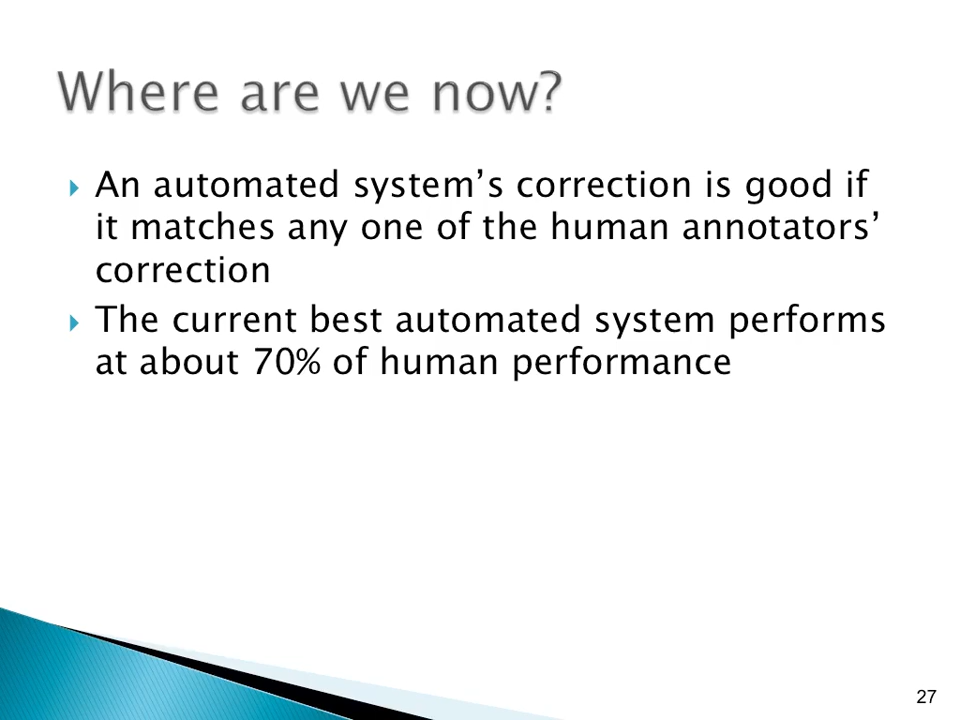 Where are we now?
An automated system’s correction is good if
it matches any one of the human annotators’
correction
The current best automated system performs
at about 70% of human performance
27